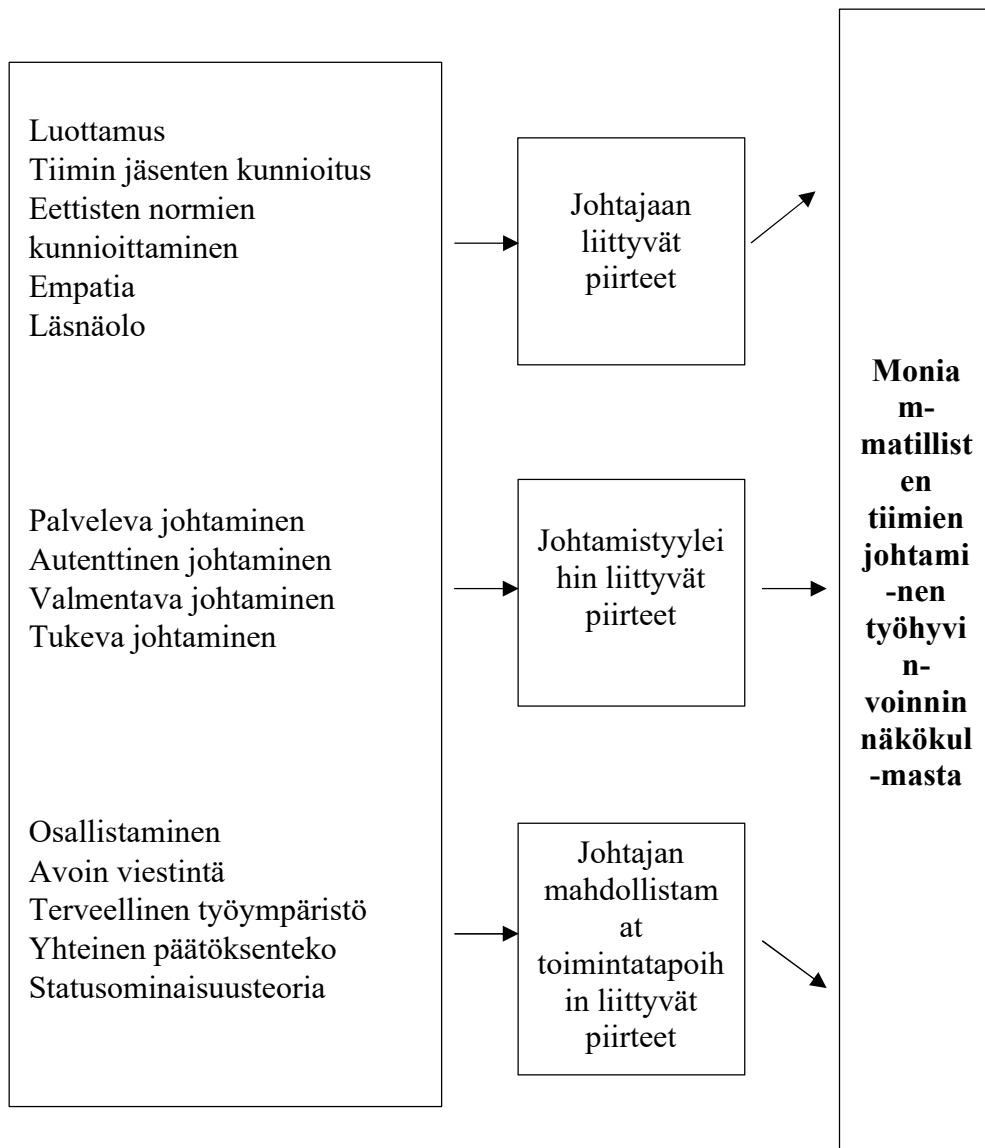 Luottamus
Tiimin jäsenten kunnioitus
Eettisten normien
kunnioittaminen
Empatia
Läsnäolo
Johtajaan
liittyvät
piirteet
Palveleva johtaminen
Autenttinen johtaminen
Valmentava johtaminen
Tukeva johtaminen
Johtamistyylei
hin liittyvät
piirteet
Osallistaminen
Avoin viestintä
Terveellinen työympäristö
Yhteinen päätöksenteko
Statusominaisuusteoria
Johtajan
mahdollistam
at
toimintatapoih
in liittyvät
piirteet
Monia
m-
matillist
en
tiimien
johtami
-nen
työhyvi
n-
voinnin
näkökul
-masta